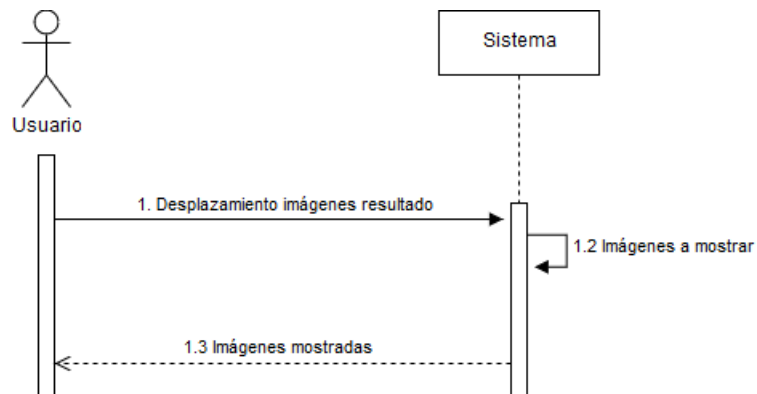 Sistema
Usuario
1. Desplazamiento imágenes resultado
1.2 Imágenes a mostrar
1.3 Imágenes mostradas